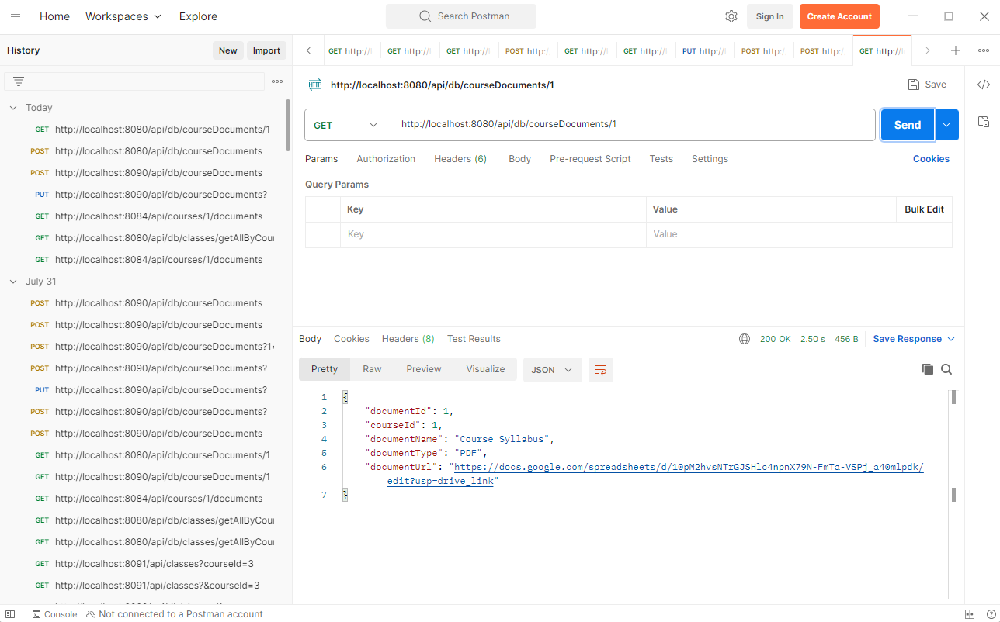 Home Workspaces Explore Search Postman Sign In Create Account
History New Import
GET http://l GET http://l GET http://l POST http:/ GET http://l GET http://l PUT http://l POST http:/ POST http:/ GET http://l
Today
GET http://localhost:8080/api/db/courseDocuments/1
POST http://localhost:8080/api/db/courseDocuments
POST http://localhost:8090/api/db/courseDocuments
PUT http://localhost:8090/api/db/courseDocuments?
GET http://localhost:8084/api/courses/1/documents
GET http://localhost:8080/api/db/classes/getAllByCou
GET http://localhost:8084/api/courses/1/documents
July 31
POST http://localhost:8090/api/db/courseDocuments
POST http://localhost:8090/api/db/courseDocuments
POST http://localhost:8090/api/db/courseDocuments?1=
POST http://localhost:8090/api/db/courseDocuments?
PUT http://localhost:8090/api/db/courseDocuments?
POST http://localhost:8090/api/db/courseDocuments?
POST http://localhost:8090/api/db/courseDocuments
GET http://localhost:8080/api/db/courseDocuments/1
GET http://localhost:8090/api/db/courseDocuments/1
GET http://localhost:8084/api/courses/1/documents
GET http://localhost:8080/api/db/classes/getAllByCou
GET http://localhost:8080/api/db/classes/getAllByCou
GET http://localhost:8091/api/classes?courseId=3
GET http://localhost:8091/api/classes?&courseId=3
HTTP http://localhost:8080/api/db/courseDocuments/1 Save
GET http://localhost:8080/api/db/courseDocuments/1 Send
Params Authorization Headers (6) Body Pre-request Script Tests Settings Cookies
Query Params
Key Value Bulk Edit
Key Value
Body Cookies Headers (8) Test Results 200 OK 2.50 s 456 B Save Response
Pretty Raw Preview Visualize JSON
1 {
2 "documentId": 1,
3 "courseId": 1,
4 "documentName": "Course Syllabus",
5 "documentType": "PDF",
6 "documentUrl": "https://docs.google.com/spreadsheets/d/10pM2hvsNTrGJSHlc4npnX79N-FmTa-VSPj_a40mlpdk/
edit?usp=drive_link"
7 }
Console Not connected to a Postman account